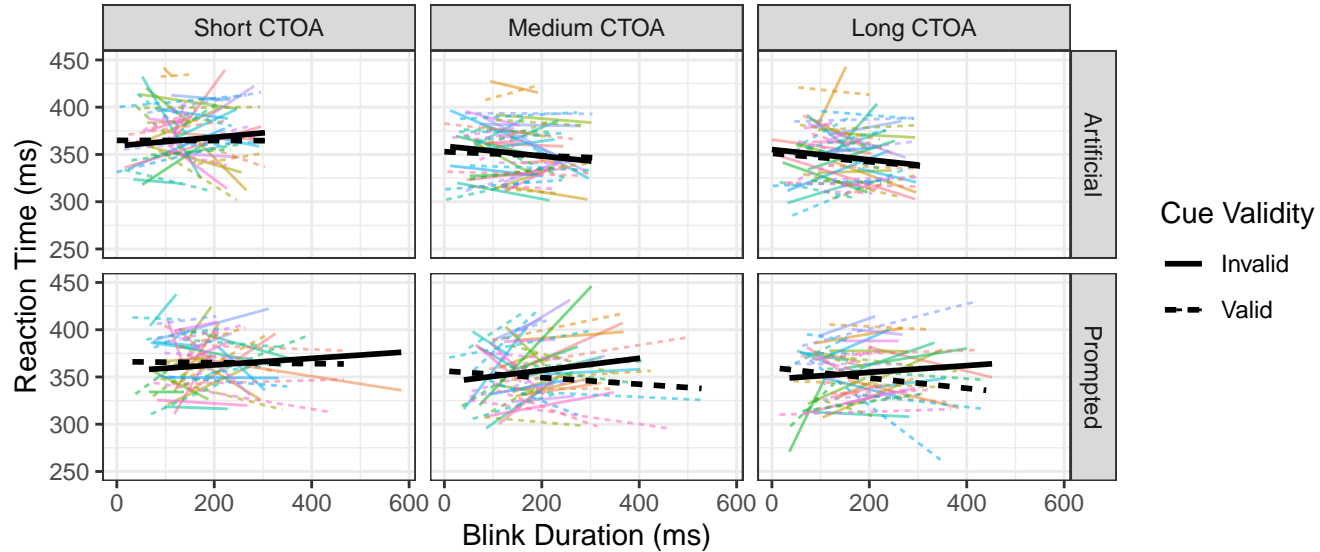 Short CTOA
Medium CTOA
Long CTOA
450
400
350
300
250
Artificial
450
400
350
300
250
Prompted
0 200 400 600
0 200 400 600
0 200 400 600
Reaction Time (ms)
Blink Duration (ms)
Cue Validity
Invalid
Valid